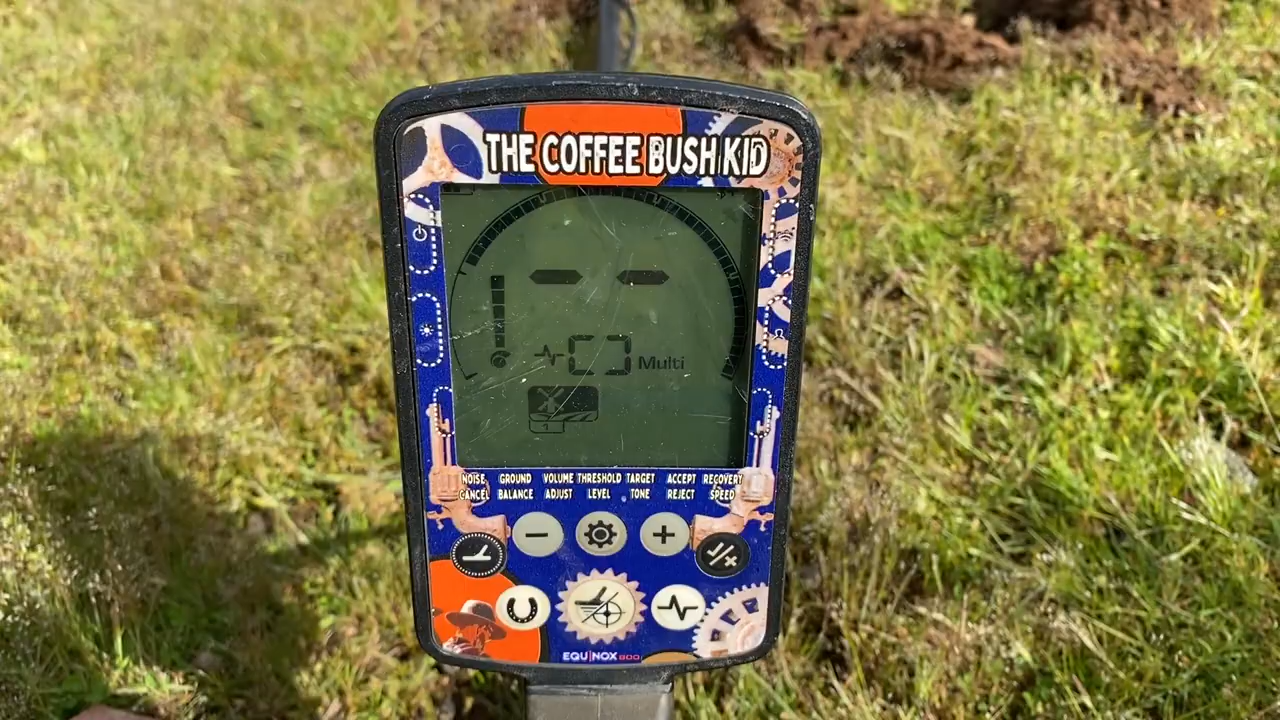 THE COFFEE BUSH KID
- -
Multi
1
NOISE CANCEL
GROUND BALANCE
VOLUME ADJUST
THRESHOLD LEVEL
TARGET TONE
ACCEPT REJECT
RECOVERY SPEED
EQUINOX 800